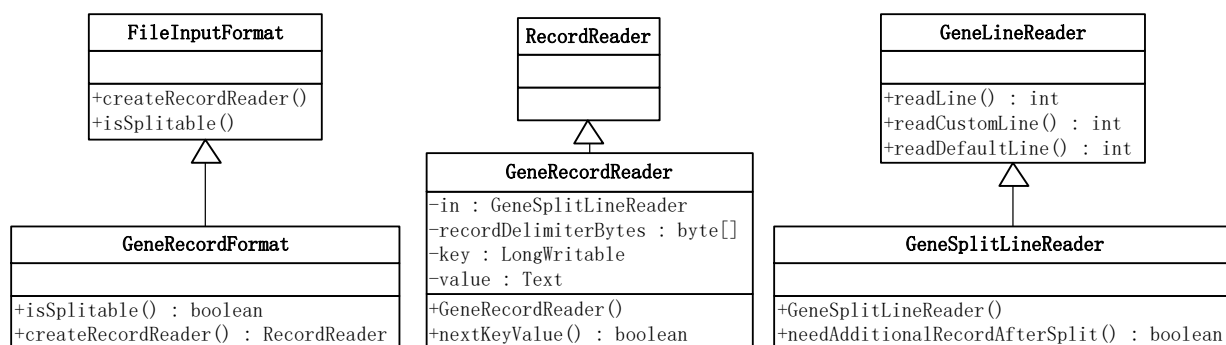 FileInputFormat
+createRecordReader()
+isSplitable()
GeneRecordFormat
+isSplitable() : boolean
+createRecordReader() : RecordReader
RecordReader
GeneRecordReader
-in : GeneSplitLineReader
-recordDelimiterBytes : byte[]
-key : LongWritable
-value : Text
+GeneRecordReader()
+nextKeyValue() : boolean
GeneLineReader
+readLine() : int
+readCustomLine() : int
+readDefaultLine() : int
GeneSplitLineReader
+GeneSplitLineReader()
+needAdditionalRecordAfterSplit() : boolean